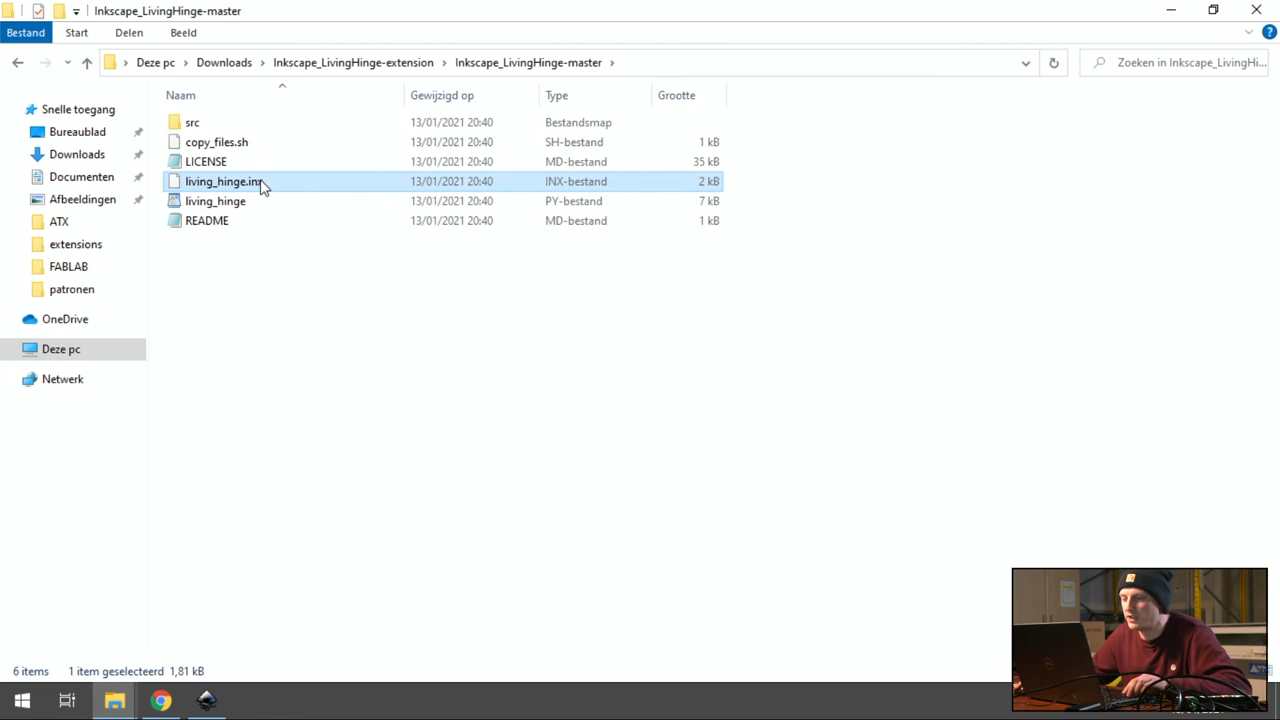 Inkscape_LivingHinge-master
Bestand Start Delen Beeld
Deze pc Downloads Inkscape_LivingHinge-extension Inkscape_LivingHinge-master Zoeken in Inkscape_LivingHi...
Naam Gewijzigd op Type Grootte
Snelle toegang
Bureaublad
Downloads
Documenten
Afbeeldingen
ATX
extensions
FABLAB
patronen
OneDrive
Deze pc
Netwerk
src 13/01/2021 20:40 Bestandsmap
copy_files.sh 13/01/2021 20:40 SH-bestand 1 kB
LICENSE 13/01/2021 20:40 MD-bestand 35 kB
living_hinge.inx 13/01/2021 20:40 INX-bestand 2 kB
living_hinge 13/01/2021 20:40 PY-bestand 7 kB
README 13/01/2021 20:40 MD-bestand 1 kB
6 items 1 item geselecteerd 1,81 kB